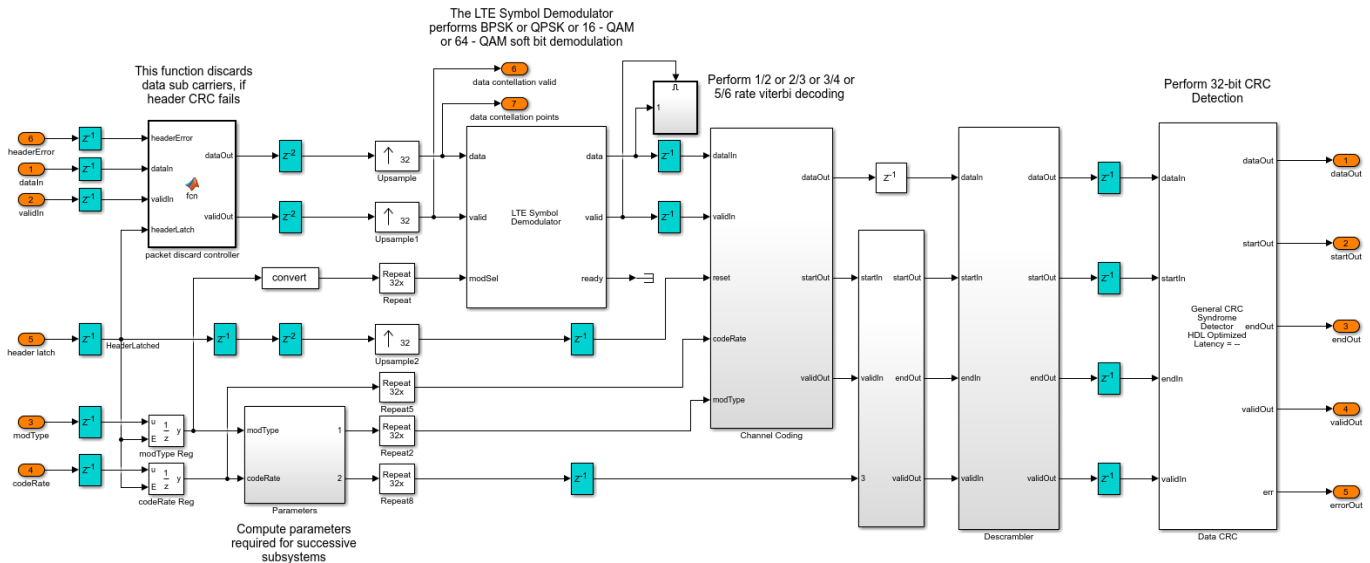 The LTE Symbol Demodulator
performs BPSK or QPSK or 16 - QAM
or 64 - QAM soft bit demodulation
This function discards
data sub carriers, if
header CRC fails
6
data contellation valid
7
data contellation points
Perform 1/2 or 2/3 or 3/4 or
5/6 rate viterbi decoding
Perform 32-bit CRC
Detection
6
headerError
z-1
1
dataIn
z-1
2
validIn
z-1
headerError
dataIn
validIn
headerLatch
fcn
dataOut
validOut
packet discard controller
z-2
z-2
32
Upsample
32
Upsample1
data
valid
modSel
LTE Symbol
Demodulator
data
valid
ready
1
z-1
z-1
convert
Repeat
32x
Repeat
5
header latch
z-1
HeaderLatched
z-1
z-2
32
Upsample2
z-1
Repeat
32x
Repeat5
3
modType
z-1
u
E
1
z
y
modType Reg
4
codeRate
z-1
u
E
1
z
y
codeRate Reg
modType
codeRate
1
2
Parameters
Compute parameters
required for successive
subsystems
Repeat
32x
Repeat2
Repeat
32x
Repeat8
z-1
dataIn
validIn
reset
codeRate
modType
dataOut
startOut
validOut
Channel Coding
z-1
startIn
validIn
3
startOut
endOut
validOut
dataIn
startIn
endIn
validIn
dataOut
startOut
endOut
validOut
Descrambler
z-1
z-1
z-1
z-1
dataIn
startIn
endIn
validIn
General CRC
Syndrome
Detector
HDL Optimized
Latency = --
dataOut
startOut
endOut
validOut
err
Data CRC
1
dataOut
2
startOut
3
endOut
4
validOut
5
errorOut